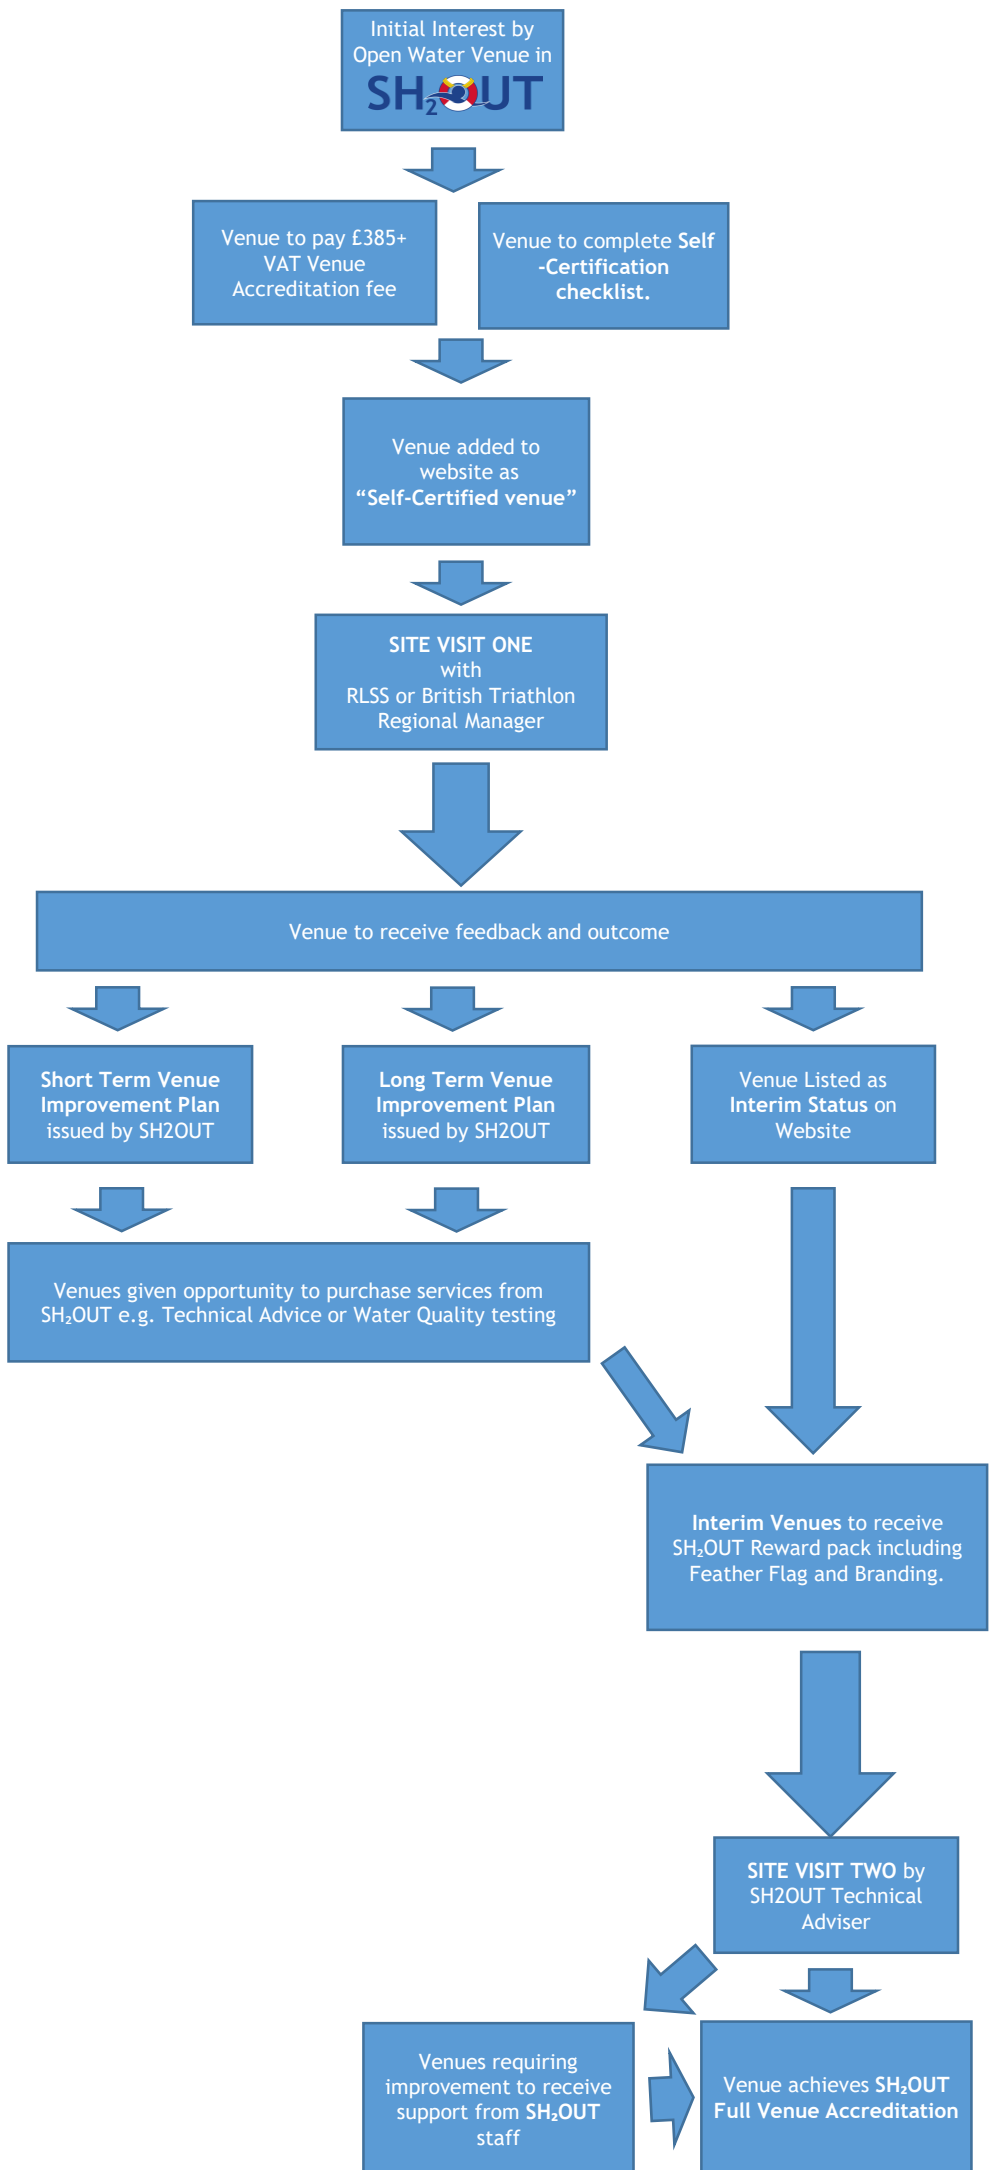 Initial Interest by
Open Water Venue in
SH₂OUT
Venue to pay £385+
VAT Venue
Accreditation fee
Venue to complete Self
-Certification
checklist.
Venue added to
website as
“Self-Certified venue”
SITE VISIT ONE
with
RLSS or British Triathlon
Regional Manager
Venue to receive feedback and outcome
Short Term Venue
Improvement Plan
issued by SH2OUT
Long Term Venue
Improvement Plan
issued by SH2OUT
Venue Listed as
Interim Status on
Website
Venues given opportunity to purchase services from
SH₂OUT e.g. Technical Advice or Water Quality testing
Interim Venues to receive
SH₂OUT Reward pack including
Feather Flag and Branding.
SITE VISIT TWO by
SH2OUT Technical
Adviser
Venues requiring
improvement to receive
support from SH₂OUT
staff
Venue achieves SH₂OUT
Full Venue Accreditation